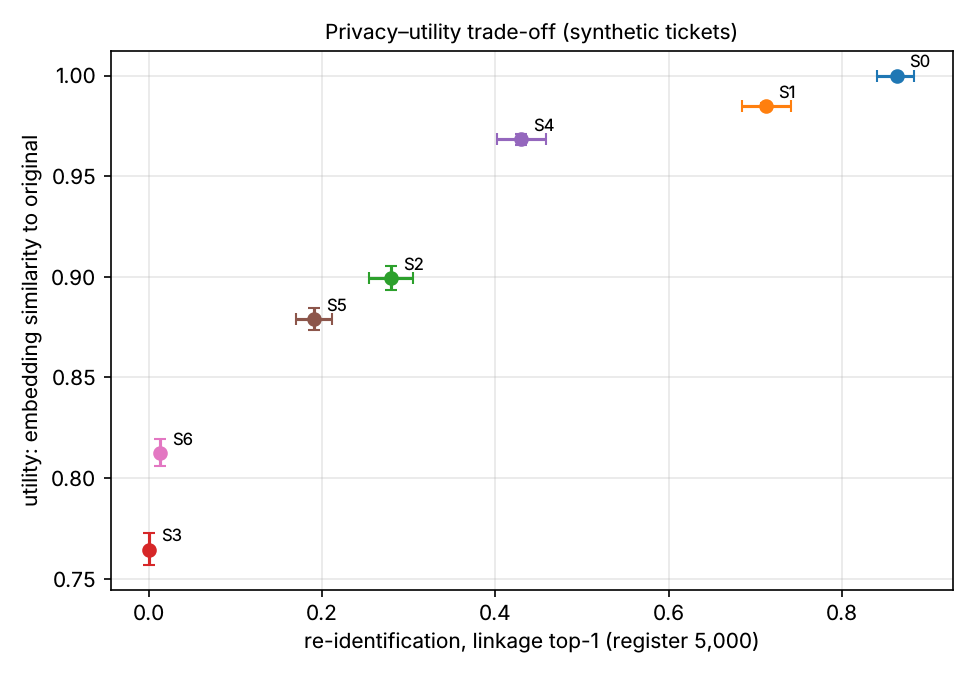 Privacy–utility trade-off (synthetic tickets)
utility: embedding similarity to original
1.00
0.95
0.90
0.85
0.80
0.75
S0
S1
S4
S2
S5
S6
S3
0.0 0.2 0.4 0.6 0.8
re-identification, linkage top-1 (register 5,000)